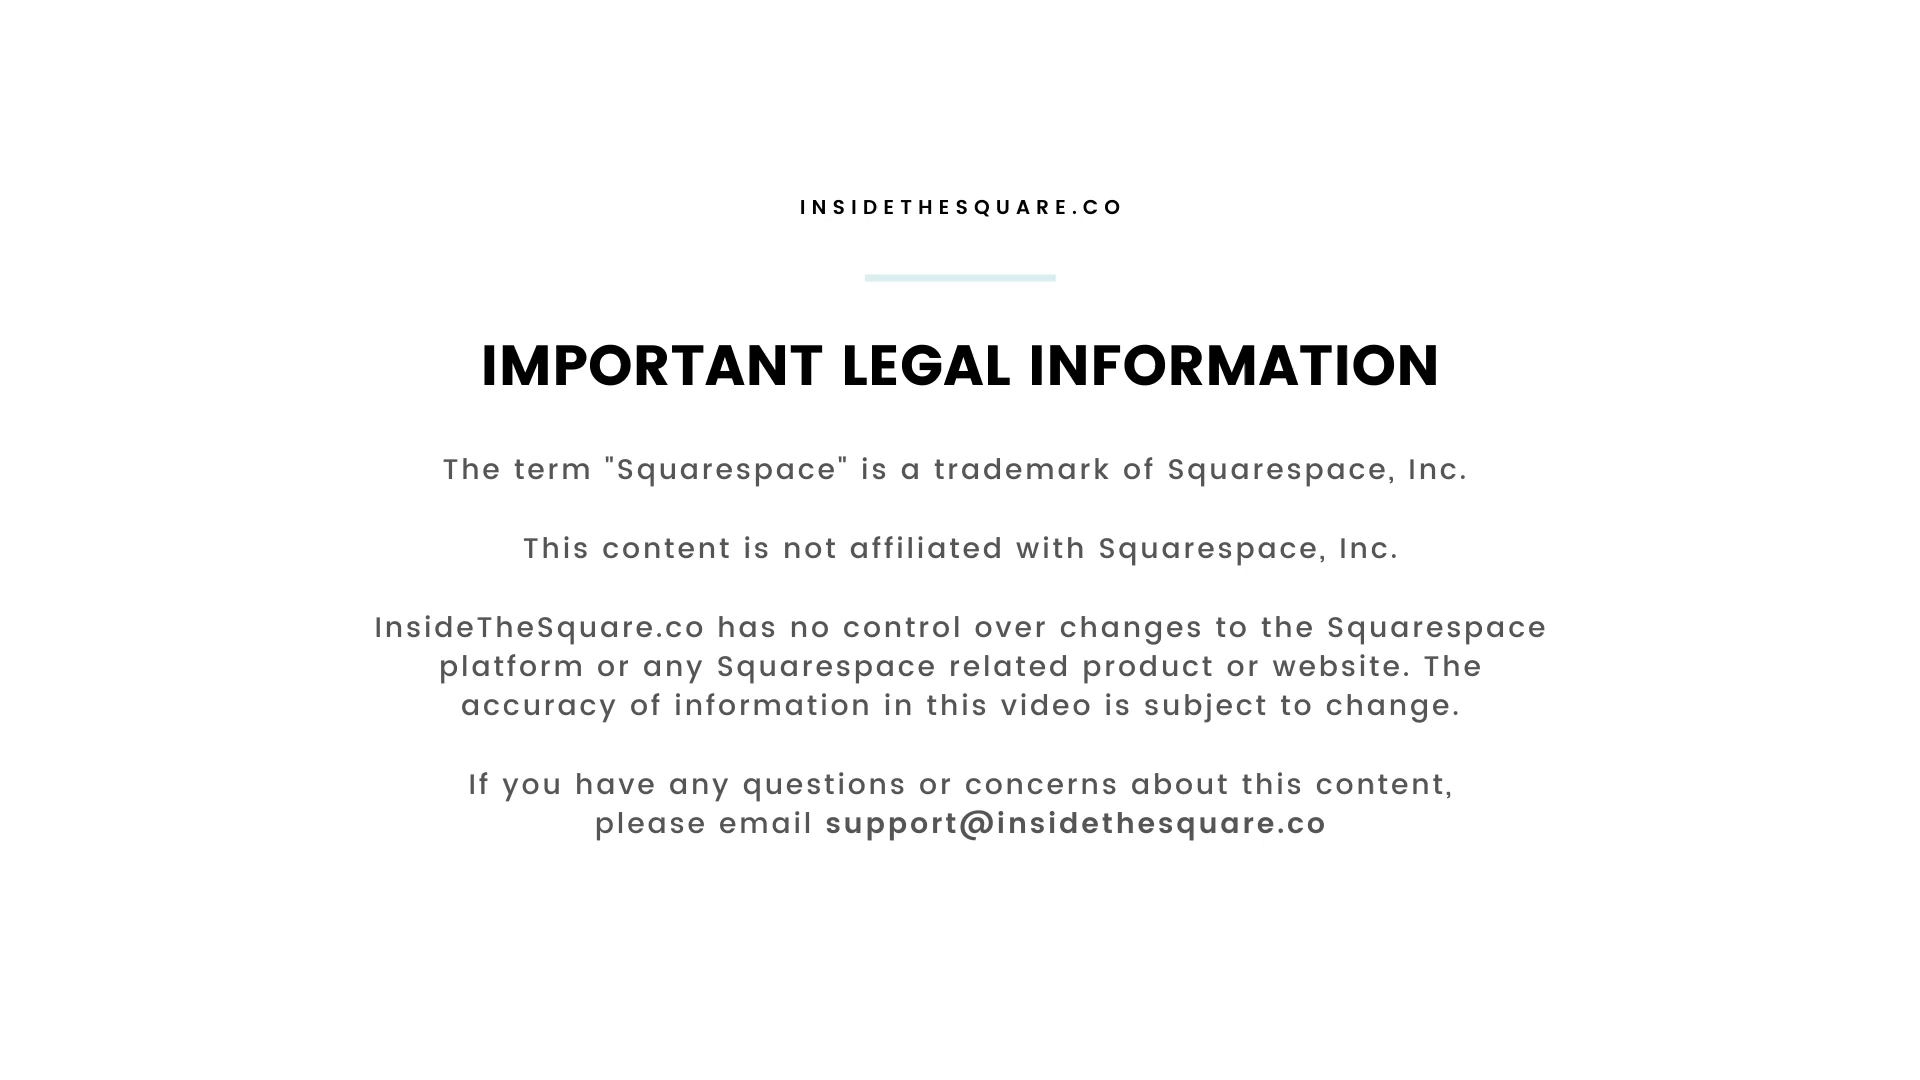 INSIDETHESQUARE.CO
IMPORTANT LEGAL INFORMATION
The term "Squarespace" is a trademark of Squarespace, Inc.
This content is not affiliated with Squarespace, Inc.
InsideTheSquare.co has no control over changes to the Squarespace
platform or any Squarespace related product or website. The
accuracy of information in this video is subject to change.
If you have any questions or concerns about this content,
please email support@insidethesquare.co